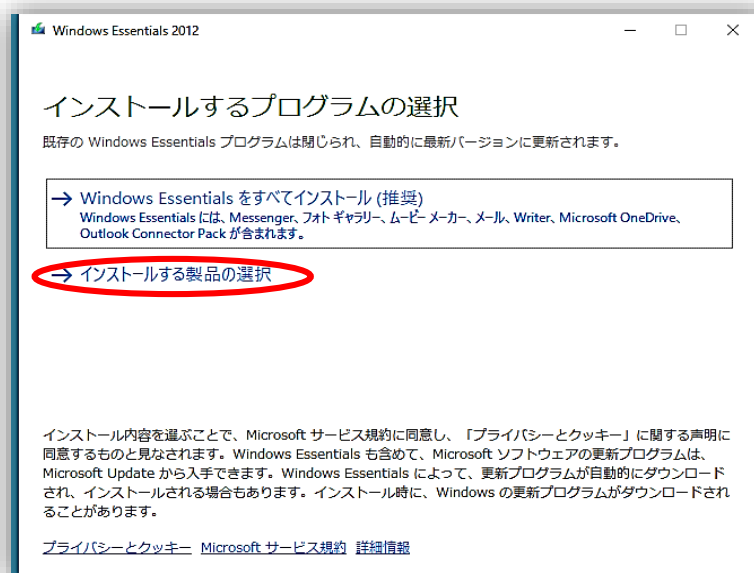 Windows Essentials 2012
インストールするプログラムの選択
既存の Windows Essentials プログラムは閉じられ、自動的に最新バージョンに更新されます。
Windows Essentials をすべてインストール (推奨)
Windows Essentials には、Messenger、フォト ギャラリー、ムービー メーカー、メール、Writer、Microsoft OneDrive、
Outlook Connector Pack が含まれます。
インストールする製品の選択
インストール内容を選ぶことで、Microsoft サービス規約に同意し、「プライバシーとクッキー」に関する声明に
同意するものと見なされます。Windows Essentials も含めて、Microsoft ソフトウェアの更新プログラムは、
Microsoft Update から入手できます。Windows Essentials によって、更新プログラムが自動的にダウンロード
され、インストールされる場合もあります。インストール時に、Windows の更新プログラムがダウンロードされ
ることがあります。
プライバシーとクッキー Microsoft サービス規約 詳細情報